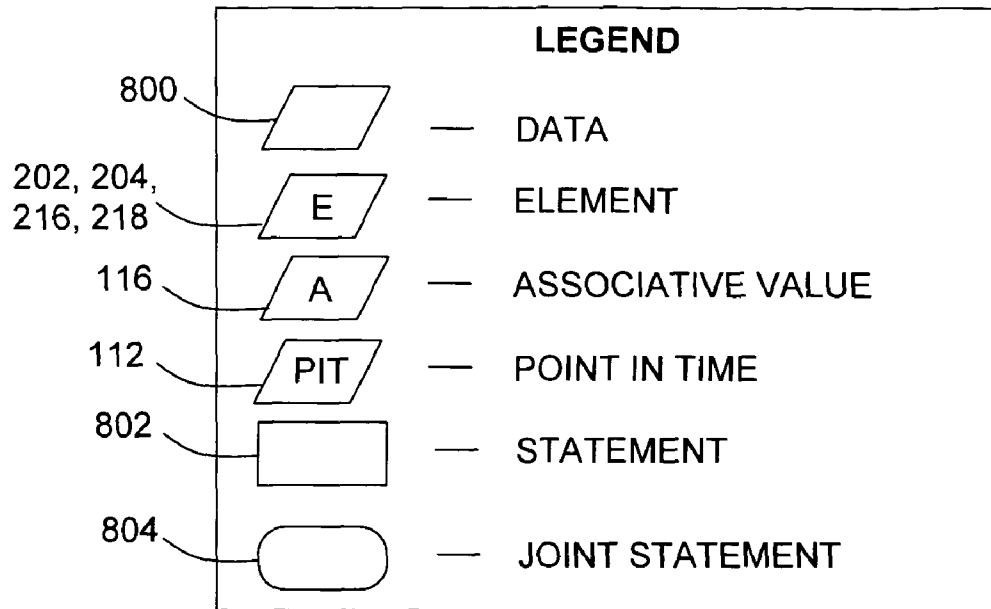 LEGEND
800 — DATA
202, 204,
216, 218 E — ELEMENT
116 A — ASSOCIATIVE VALUE
112 PIT — POINT IN TIME
802 — STATEMENT
804 — JOINT STATEMENT